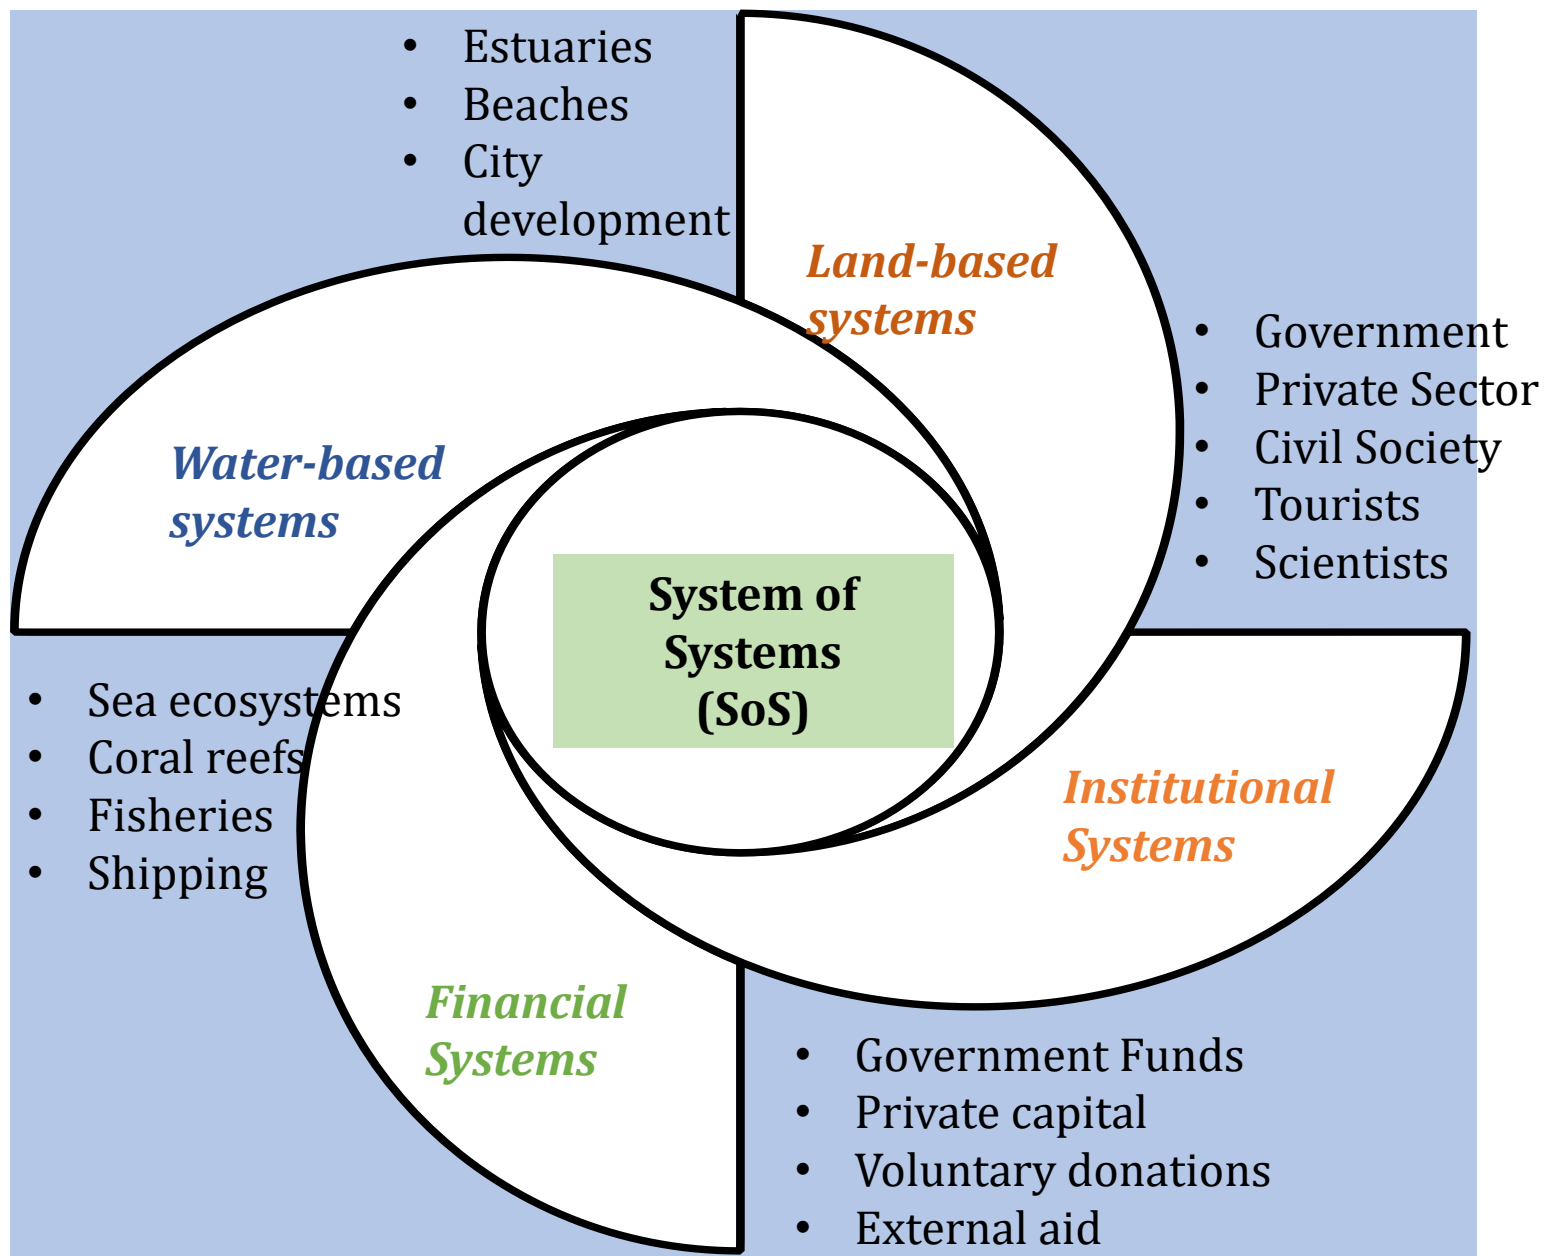 • Estuaries
• Beaches
• City
development
Land-based
systems
• Government
• Private Sector
• Civil Society
• Tourists
• Scientists
Water-based
systems
System of
Systems
(SoS)
• Sea ecosystems
• Coral reefs
• Fisheries
• Shipping
Institutional
Systems
Financial
Systems
• Government Funds
• Private capital
• Voluntary donations
• External aid